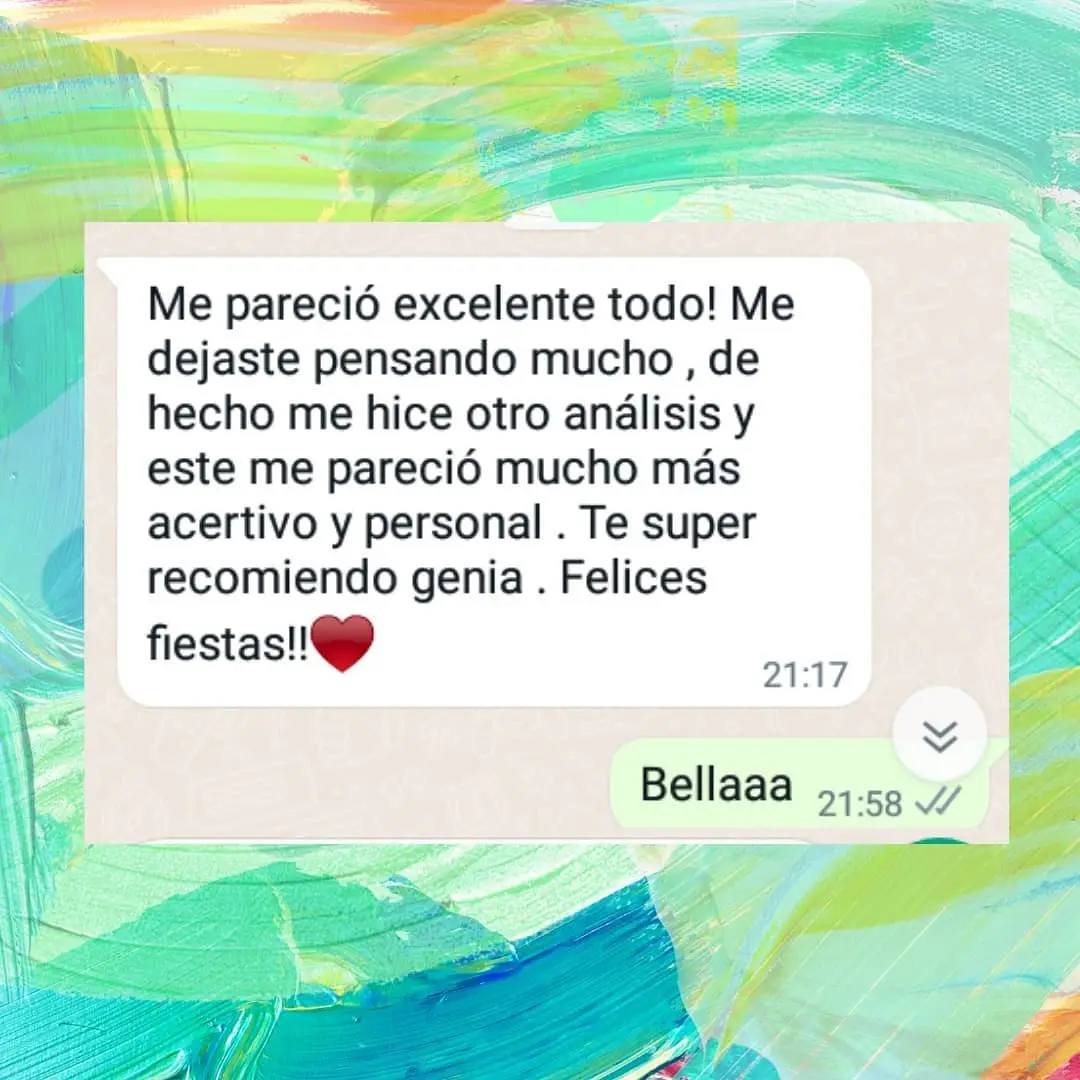 Me pareció excelente todo! Me
dejaste pensando mucho , de
hecho me hice otro análisis y
este me pareció mucho más
acertivo y personal . Te super
recomiendo genia . Felices
fiestas!!❤️
21:17
Bellaaa 21:58